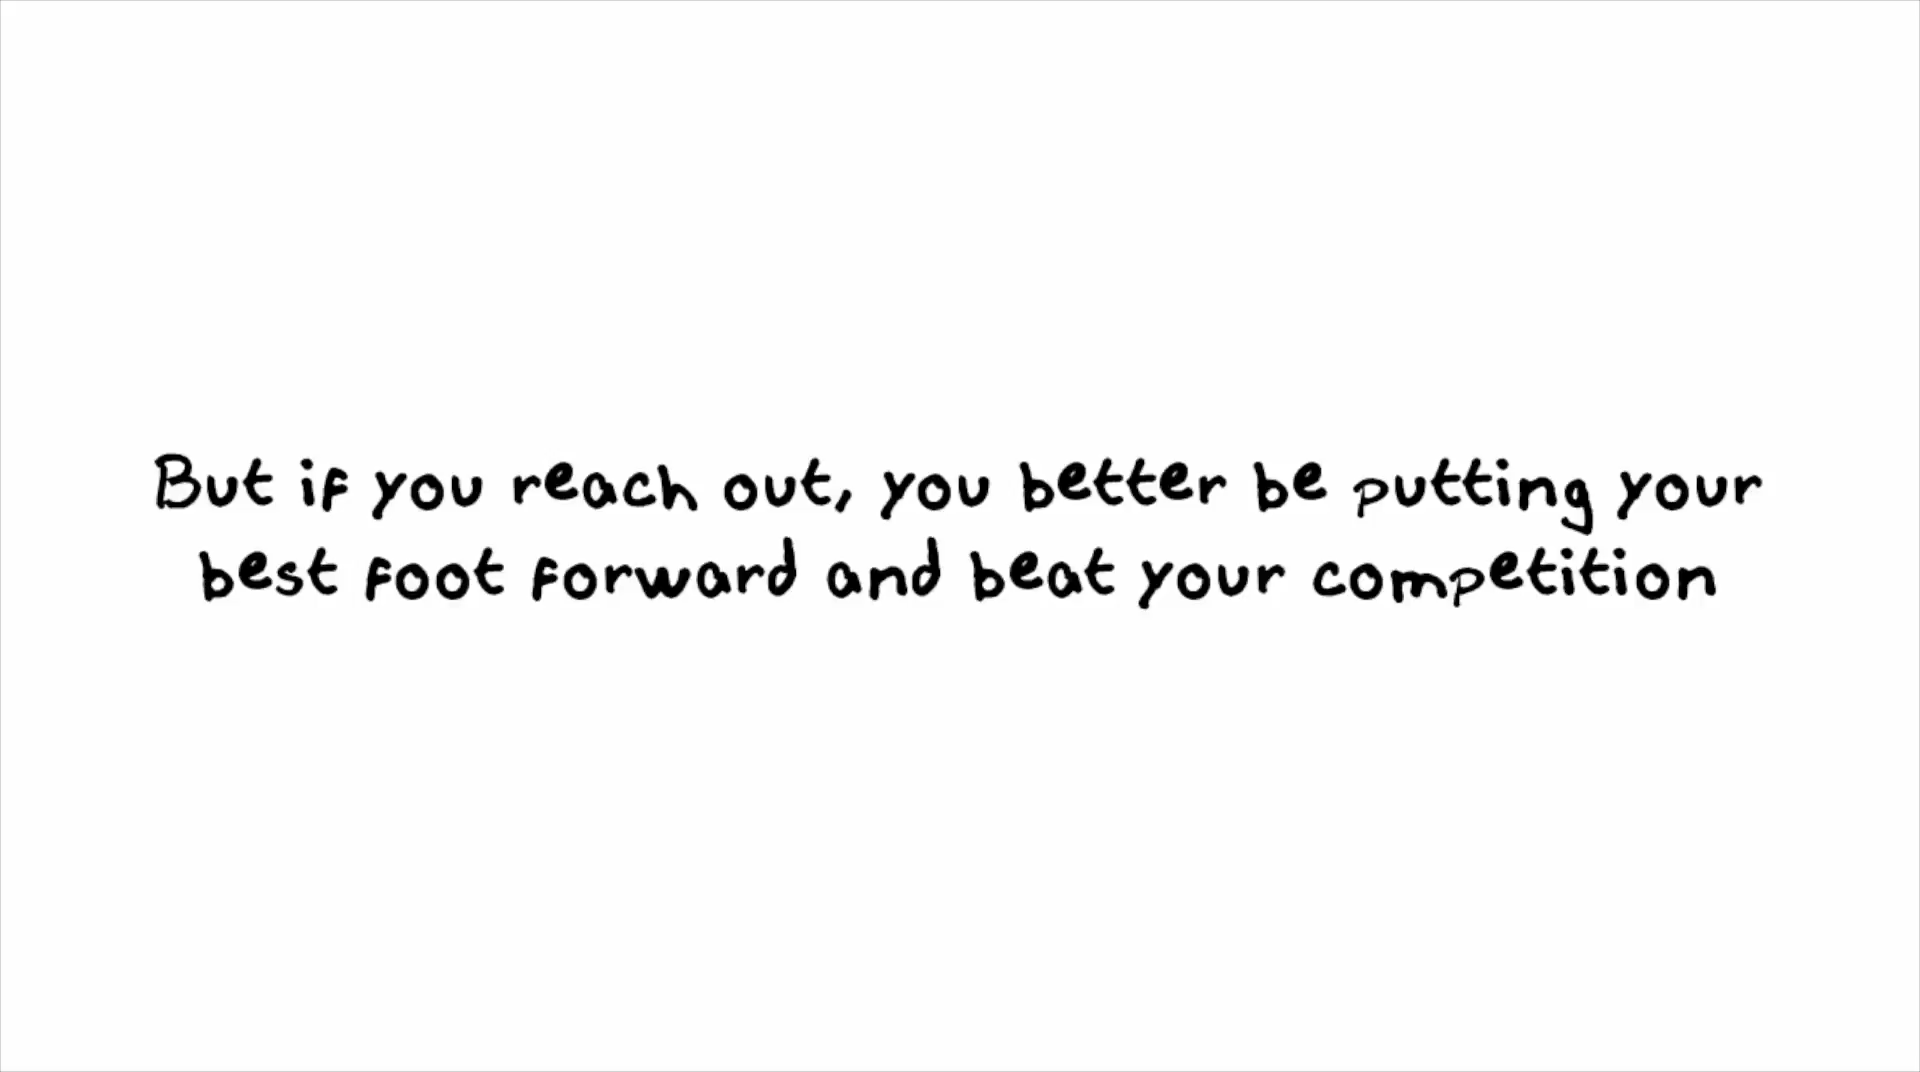 But if you reach out, you better be putting your
best foot forward and beat your competition